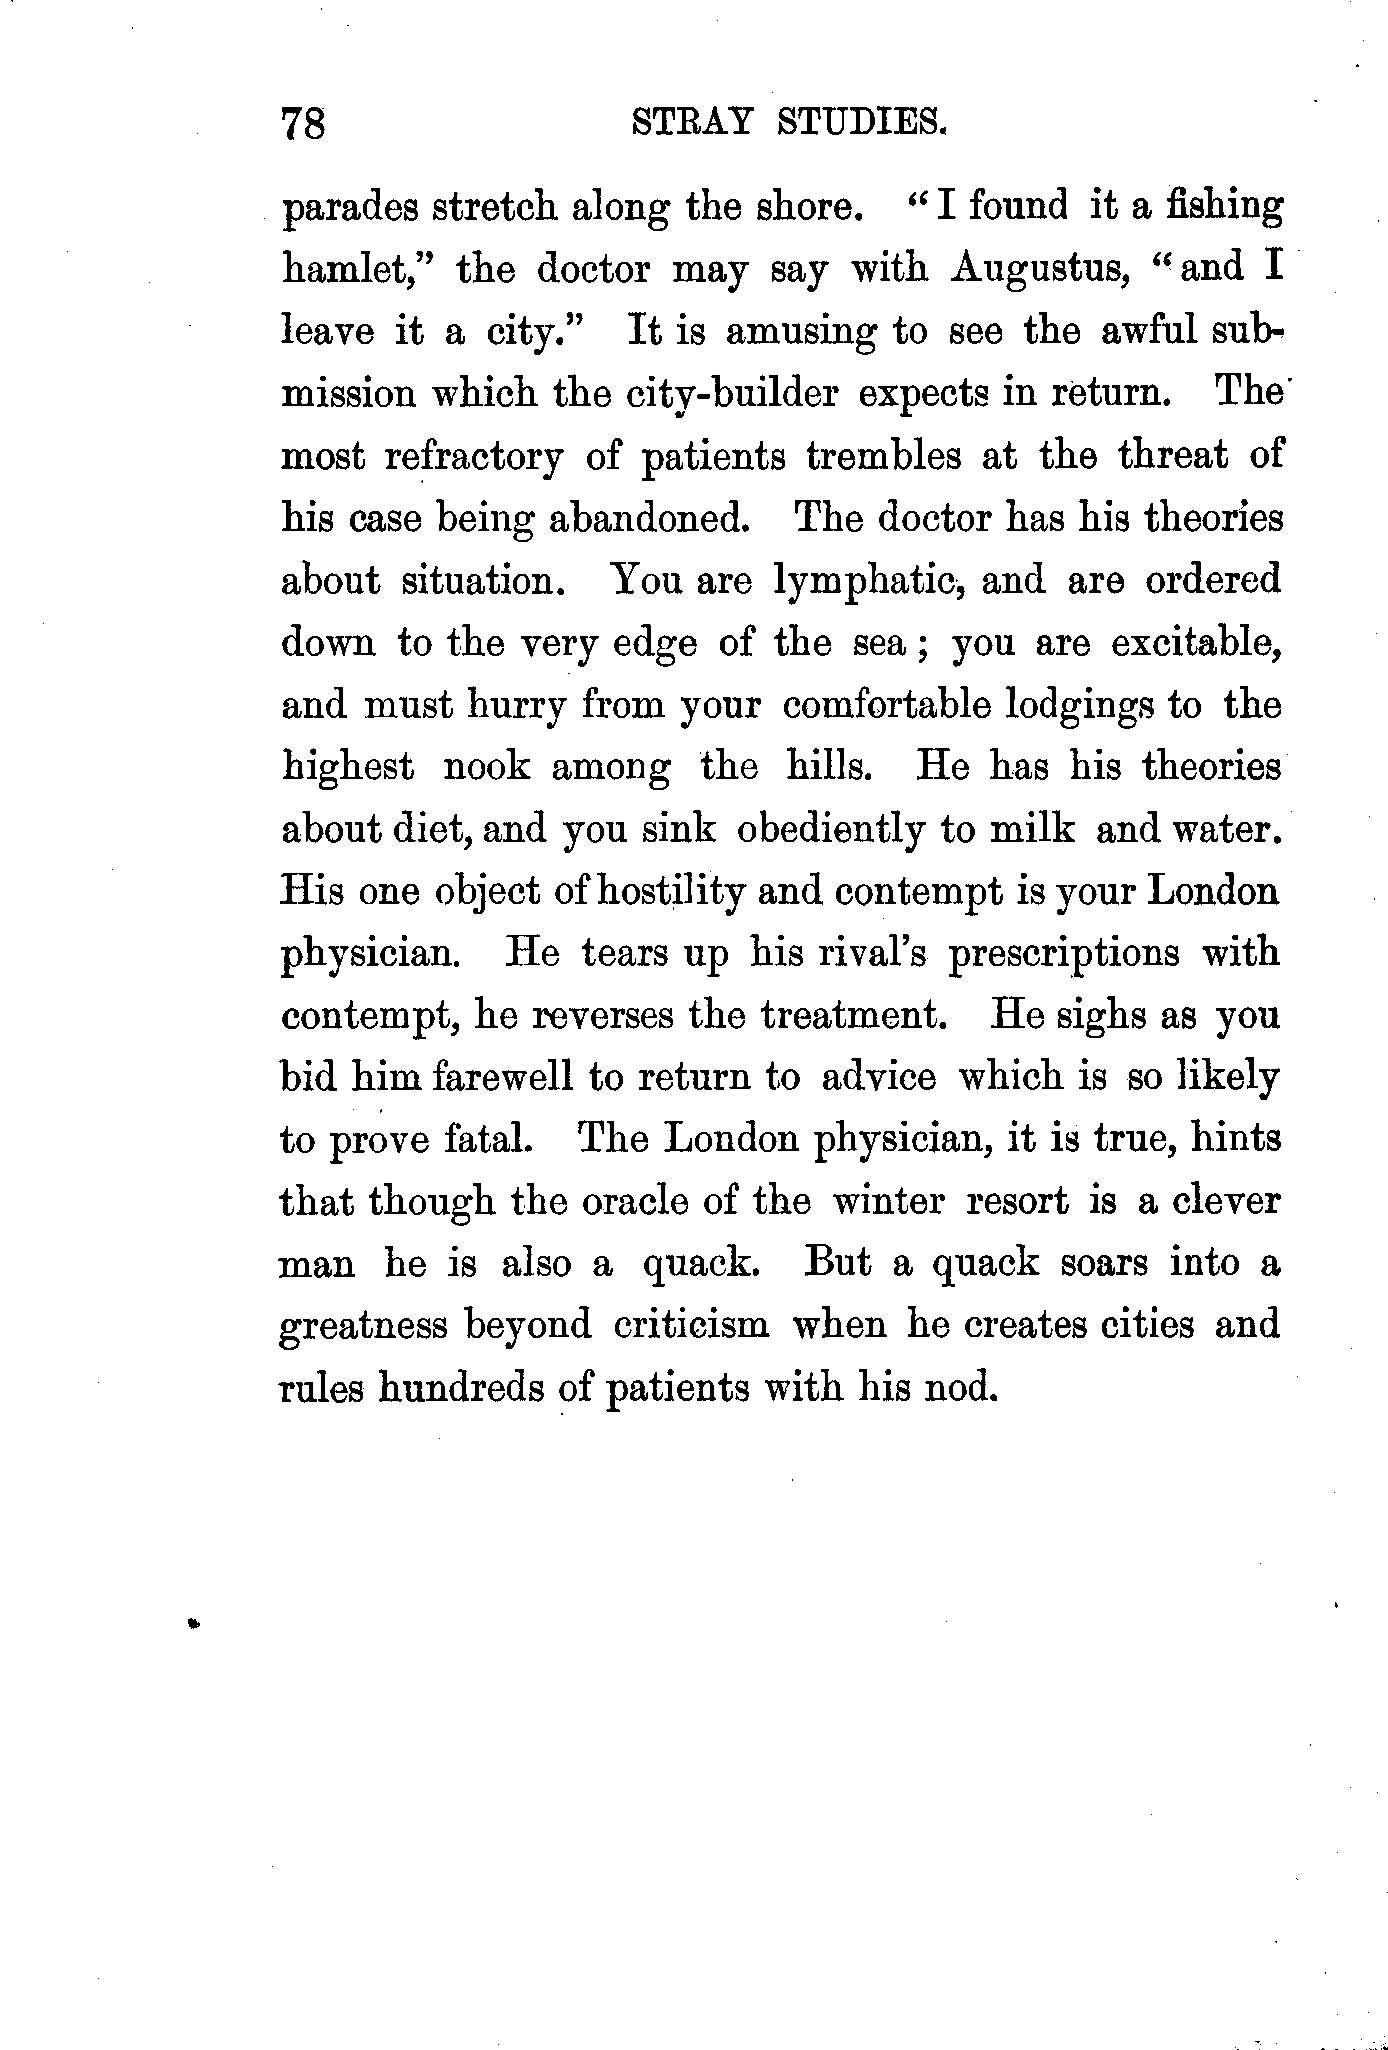 78 STRAY STUDIES.
parades stretch along the shore. “I found it a fishing
hamlet,” the doctor may say with Augustus, “and I
leave it a city.” It is amusing to see the awful sub-
mission which the city-builder expects in return. The
most refractory of patients trembles at the threat of
his case being abandoned. The doctor has his theories
about situation. You are lymphatic, and are ordered
down to the very edge of the sea; you are excitable,
and must hurry from your comfortable lodgings to the
highest nook among the hills. He has his theories
about diet, and you sink obediently to milk and water.
His one object of hostility and contempt is your London
physician. He tears up his rival’s prescriptions with
contempt, he reverses the treatment. He sighs as you
bid him farewell to return to advice which is so likely
to prove fatal. The London physician, it is true, hints
that though the oracle of the winter resort is a clever
man he is also a quack. But a quack soars into a
greatness beyond criticism when he creates cities and
rules hundreds of patients with his nod.